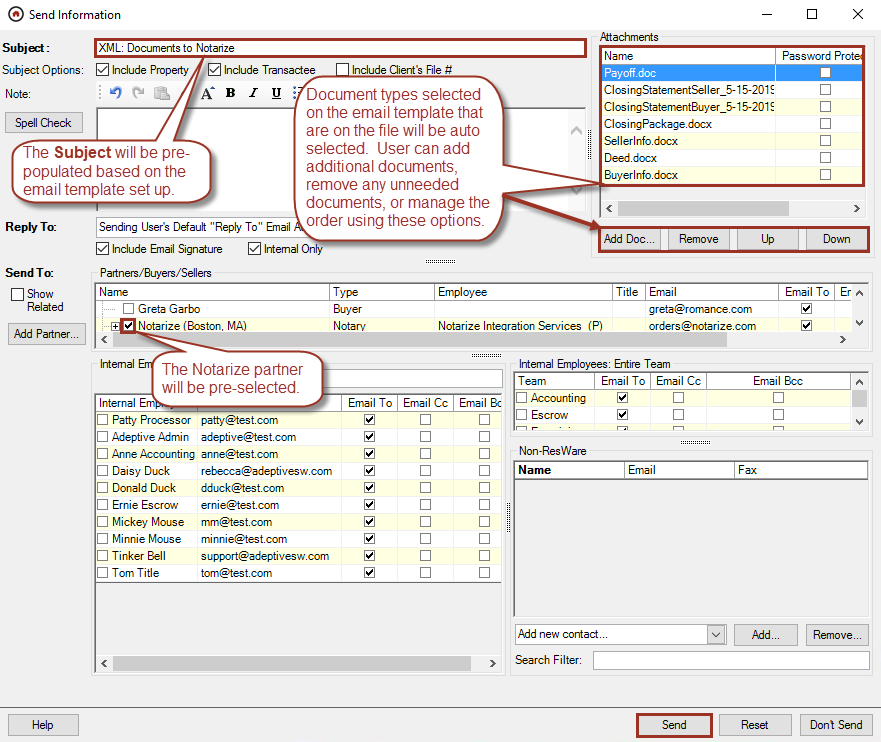 Send Information
Subject :
XML: Documents to Notarize
Subject Options:
Include Property
Include Transactee
Include Client's File #
Note:
A
B
I
U
Spell Check
The Subject will be pre-
populated based on the
email template set up.
Document types selected
on the email template that
are on the file will be auto
selected. User can add
additional documents,
remove any unneeded
documents, or manage the
order using these options.
Attachments
Name Password Protec
Payoff.doc
ClosingStatementSeller_5-15-2019
ClosingStatementBuyer_5-15-2019
ClosingPackage.docx
SellerInfo.docx
Deed.docx
BuyerInfo.docx
Add Doc... Remove Up Down
Reply To:
Sending User's Default "Reply To" Email A
Include Email Signature
Internal Only
Send To:
Show
Related
Add Partner...
Partners/Buyers/Sellers
Name Type Employee Title Email Email To Er
Greta Garbo Buyer greta@romance.com
Notarize (Boston, MA) Notary Notarize Integration Services (P) orders@notarize.com
The Notarize partner
will be pre-selected.
Internal Em
Internal Employ Email To Email Cc Email Bc
Patty Processor patty@test.com
Adeptive Admin adeptive@test.com
Anne Accounting anne@test.com
Daisy Duck rebecca@adeptivesw.com
Donald Duck dduck@test.com
Ernie Escrow ernie@test.com
Mickey Mouse mm@test.com
Minnie Mouse minnie@test.com
Tinker Bell support@adeptivesw.com
Tom Title tom@test.com
Internal Employees: Entire Team
Team Email To Email Cc Email Bcc
Accounting
Escrow
Non-ResWare
Name Email Fax
Add new contact... Add... Remove...
Search Filter:
Help Send Reset Don't Send